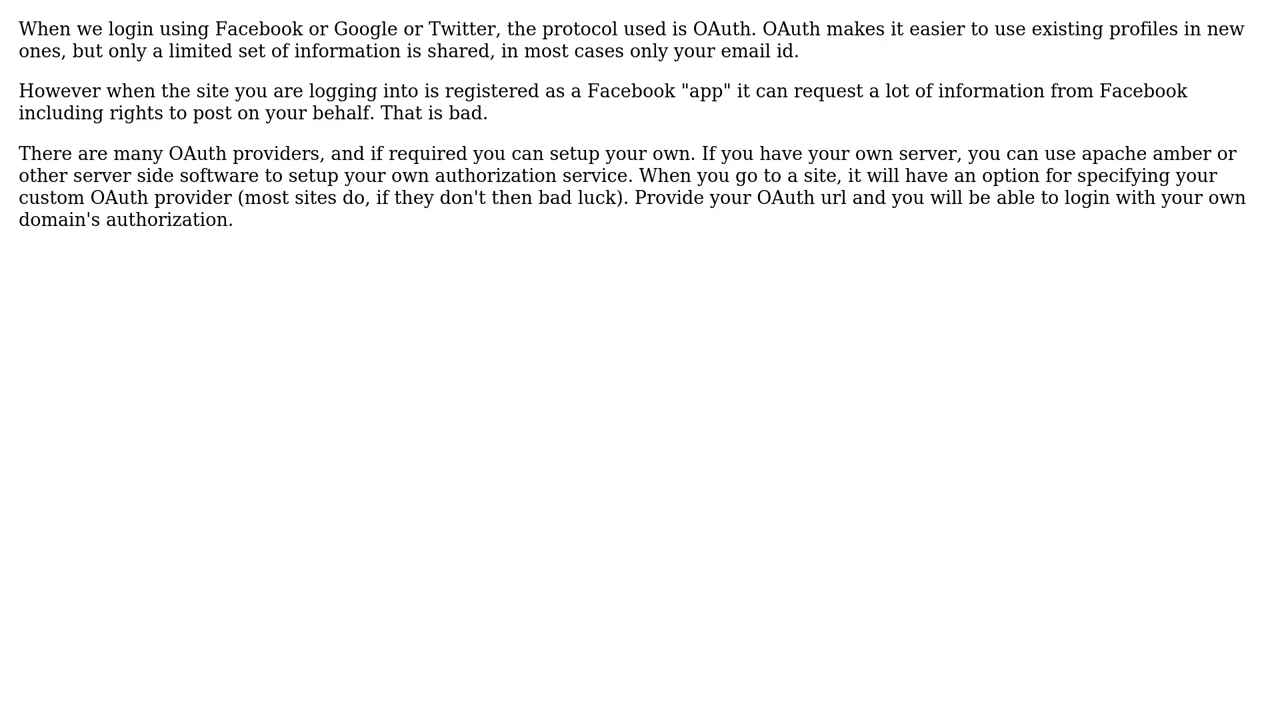 When we login using Facebook or Google or Twitter, the protocol used is OAuth. OAuth makes it easier to use existing profiles in new
ones, but only a limited set of information is shared, in most cases only your email id.
However when the site you are logging into is registered as a Facebook "app" it can request a lot of information from Facebook
including rights to post on your behalf. That is bad.
There are many OAuth providers, and if required you can setup your own. If you have your own server, you can use apache amber or
other server side software to setup your own authorization service. When you go to a site, it will have an option for specifying your
custom OAuth provider (most sites do, if they don't then bad luck). Provide your OAuth url and you will be able to login with your own
domain's authorization.